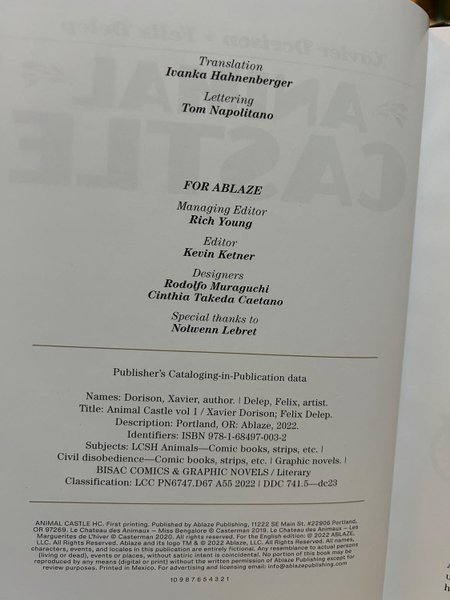 Xavier Dorison • Felix Delep
ANIMAL
CASTLE
Translation
Ivanka Hahnenberger
Lettering
Tom Napolitano
FOR ABLAZE
Managing Editor
Rich Young
Editor
Kevin Ketner
Designers
Rodolfo Muraguchi
Cinthia Takeda Caetano
Special thanks to
Nolwenn Lebret
Publisher's Cataloging-in-Publication data
Names: Dorison, Xavier, author. | Delep, Felix, artist.
Title: Animal Castle vol 1 / Xavier Dorison; Felix Delep.
Description: Portland, OR: Ablaze, 2022.
Identifiers: ISBN 978-1-68497-003-2
Subjects: LCSH Animals—Comic books, strips, etc. |
Civil disobedience—Comic books, strips, etc. | Graphic novels. |
BISAC COMICS & GRAPHIC NOVELS / Literary
Classification: LCC PN6747.D67 A55 2022 | DDC 741.5—dc23
ANIMAL CASTLE HC. First printing. Published by Ablaze Publishing, 11222 SE Main St. #22906 Portland,
OR 97269. Le Chateau des Animaux – Miss Bengalore © Casterman 2019. Le Chateau des Animaux – Les
Marguerites de L'hiver © Casterman 2020. All rights reserved. For the English edition: © 2022 ABLAZE,
LLC. All Rights Reserved. Ablaze and its logo TM & © 2022 Ablaze, LLC. All Rights Reserved. All names,
characters, events, and locales in this publication are entirely fictional. Any resemblance to actual persons
(living or dead), events or places, without satiric intent is coincidental. No portion of this book may be
reproduced by any means (digital or print) without the written permission of Ablaze Publishing except for
review purposes. Printed in Mexico. For advertising and licensing email: info@ablazepublishing.com
10 9 8 7 6 5 4 3 2 1